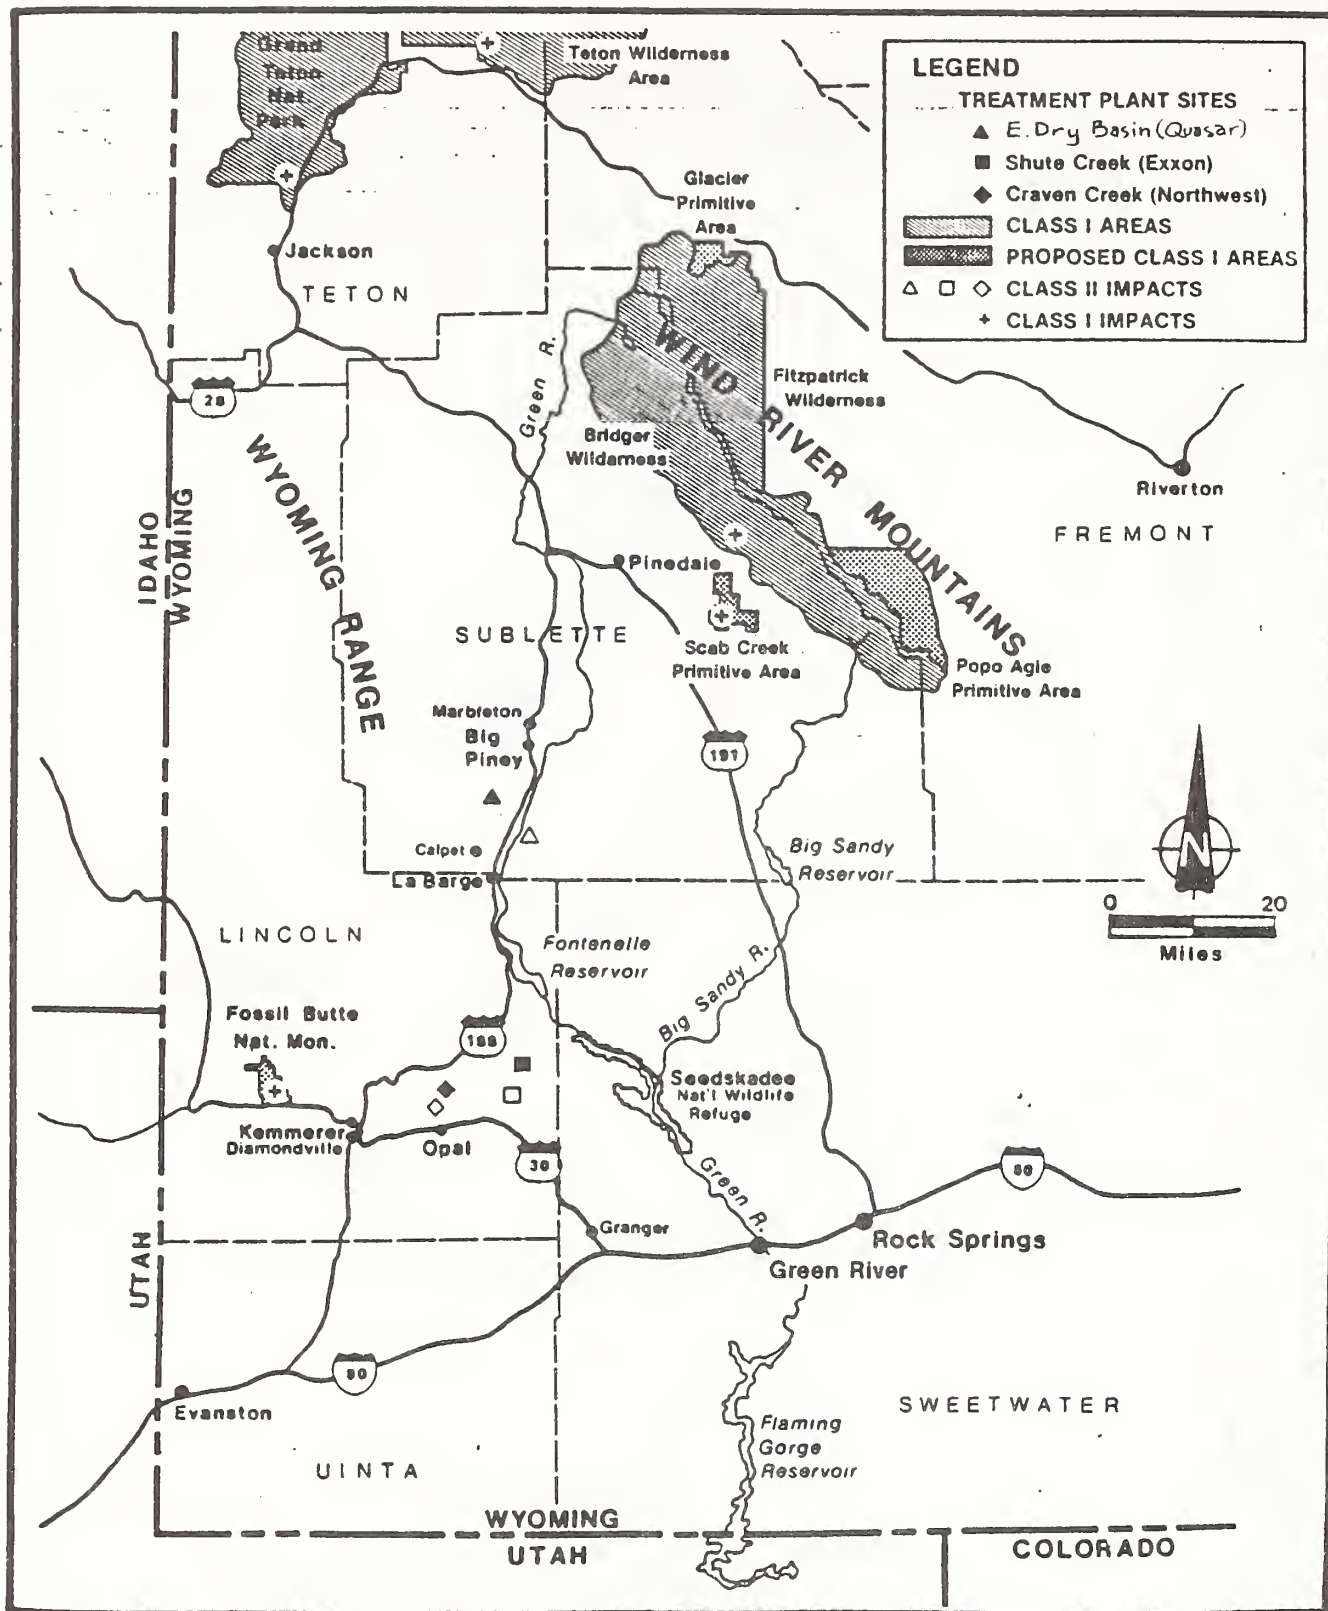 Grand
Teton
Nat.
Park
Teton Wilderness
Area
LEGEND
TREATMENT PLANT SITES
▲ E. Dry Basin (Quasar)
■ Shute Creek (Exxon)
◆ Craven Creek (Northwest)
CLASS I AREAS
PROPOSED CLASS I AREAS
△ □ ◇ CLASS II IMPACTS
+ CLASS I IMPACTS
Glacier
Primitive
Area
Jackson
TETON
Green R.
WIND RIVER MOUNTAINS
Fitzpatrick
Wilderness
28
Bridger
Wilderness
WYOMING RANGE
Riverton
FREMONT
IDAHO
WYOMING
Pinedale
SUBLETTE
Scab Creek
Primitive Area
Popo Agie
Primitive Area
Marbleton
Big
Piney
191
Calpet
La Barge
Big Sandy
Reservoir
N
0 20
Miles
LINCOLN
Fontenelle
Reservoir
Big Sandy R.
Fossil Butte
Nat. Mon.
Seedskadee
Nat'l Wildlife
Refuge
Kemmerer
Diamondville
Opal
30
Green R.
80
Granger
Rock Springs
Green River
UTAH
80
Evanston
UINTA
SWEETWATER
Flaming
Gorge
Reservoir
WYOMING
UTAH
COLORADO